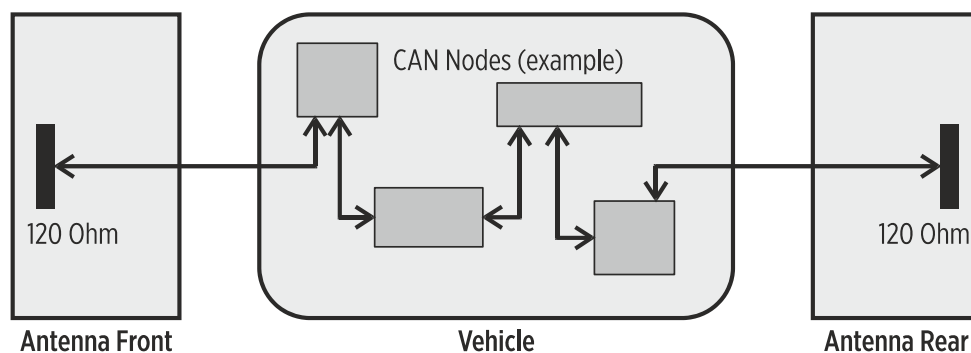 CAN Nodes (example)
120 Ohm
120 Ohm
Antenna Front
Vehicle
Antenna Rear